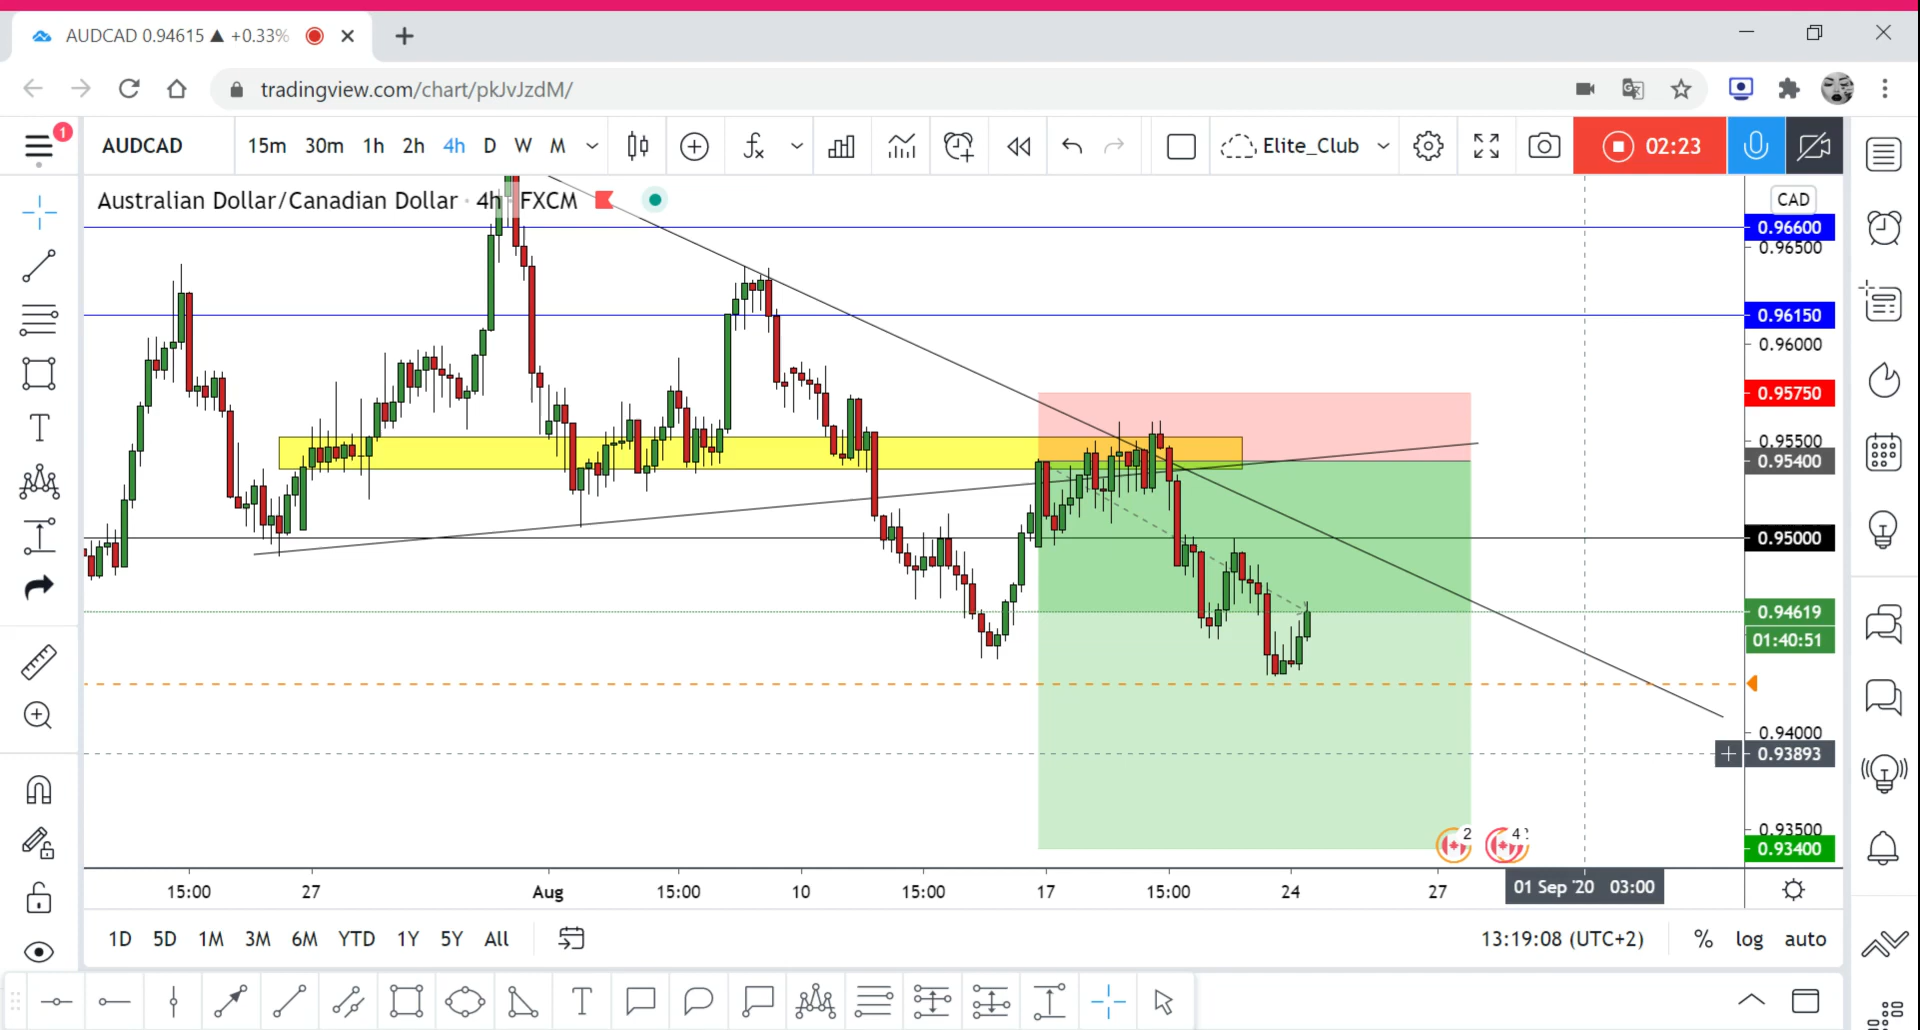 AUDCAD 0.94615 ▲ +0.33%
tradingview.com/chart/pkJvJzdM/
1
AUDCAD 15m 30m 1h 2h 4h D W M Elite_Club 02:23
Australian Dollar/Canadian Dollar · 4h · FXCM
CAD
0.96600
0.96500
0.96150
0.96000
0.95750
0.95500
0.95400
0.95000
0.94619
01:40:51
0.94000
0.93893
0.93500
0.93400
2 4
15:00 27 Aug 15:00 10 15:00 17 15:00 24 27 01 Sep '20 03:00
1D 5D 1M 3M 6M YTD 1Y 5Y All 13:19:08 (UTC+2) % log auto